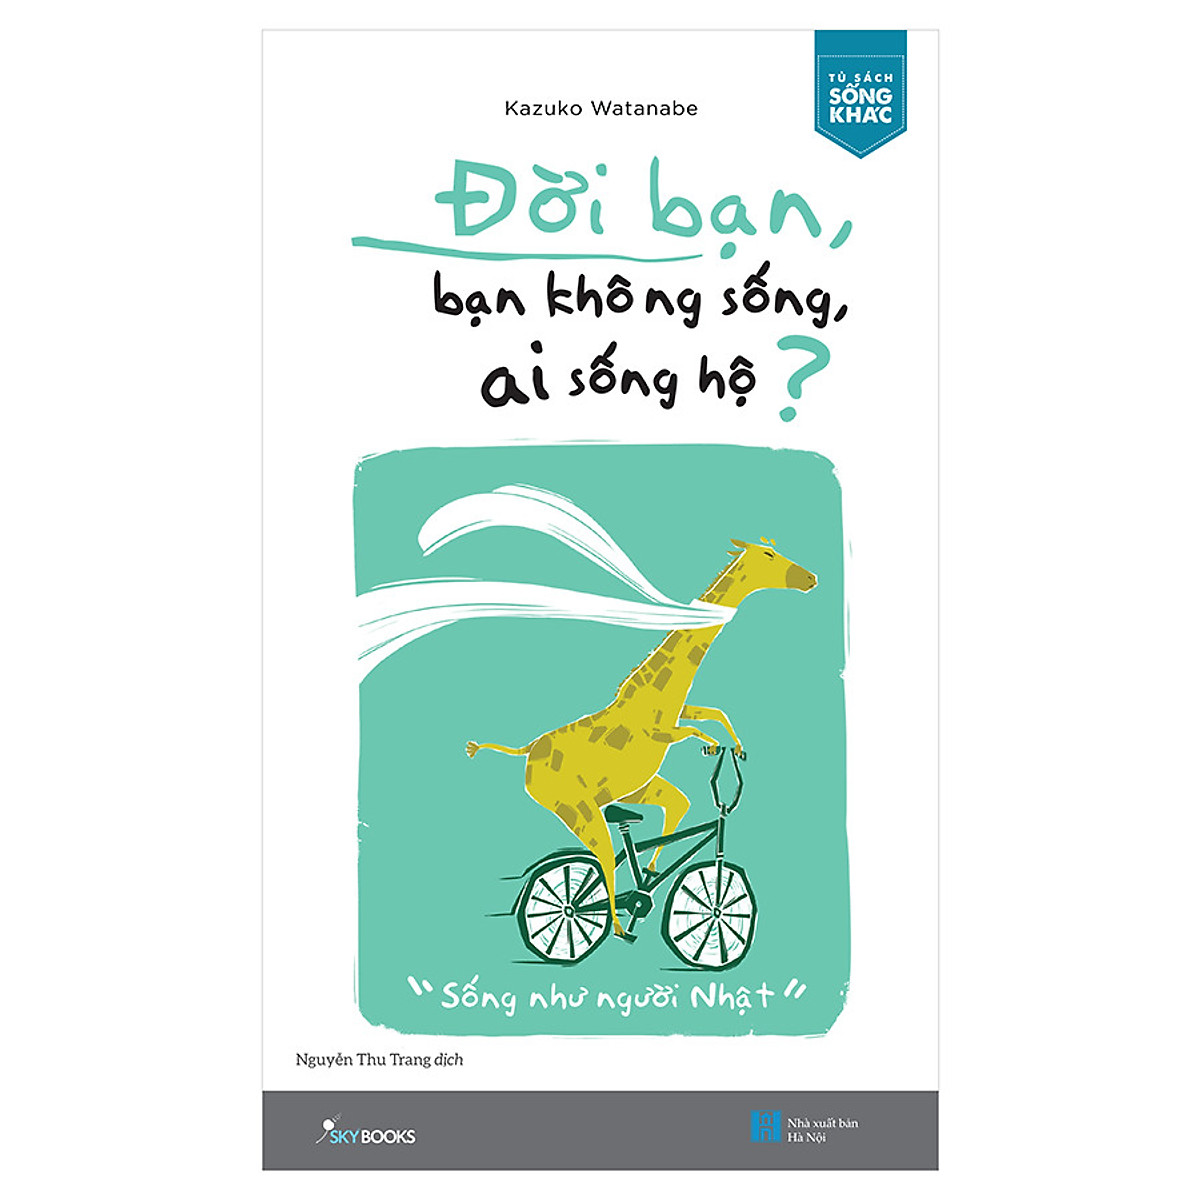 TỦ SÁCH
SỐNG
KHÁC
Kazuko Watanabe
Đời bạn,
bạn không sống,
ai sống hộ?
"Sống như người Nhật"
Nguyễn Thu Trang dịch
SKYBOOKS
Nhà xuất bản
Hà Nội